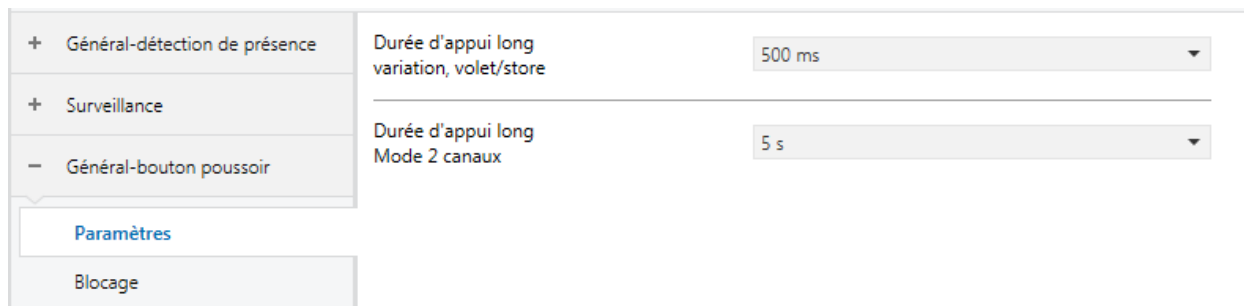 + Général-détection de présence
+ Surveillance
− Général-bouton poussoir
Paramètres
Blocage
Durée d'appui long
variation, volet/store
500 ms
Durée d'appui long
Mode 2 canaux
5 s